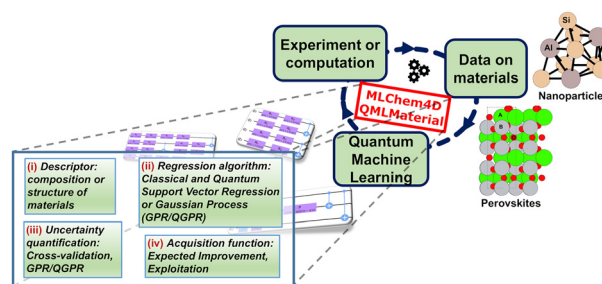 Experiment or
computation
Data on
materials
MLChem4D
QMLMaterial
Quantum
Machine
Learning
Si
Al
Nanoparticle
A
B
Perovskites
(i) Descriptor:
composition or
structure of
materials
(ii) Regression algorithm:
Classical and Quantum
Support Vector Regression
or Gaussian Process
(GPR/QGPR)
(iii) Uncertainty
quantification:
Cross-validation,
GPR/QGPR
(iv) Acquisition function:
Expected Improvement,
Exploitation